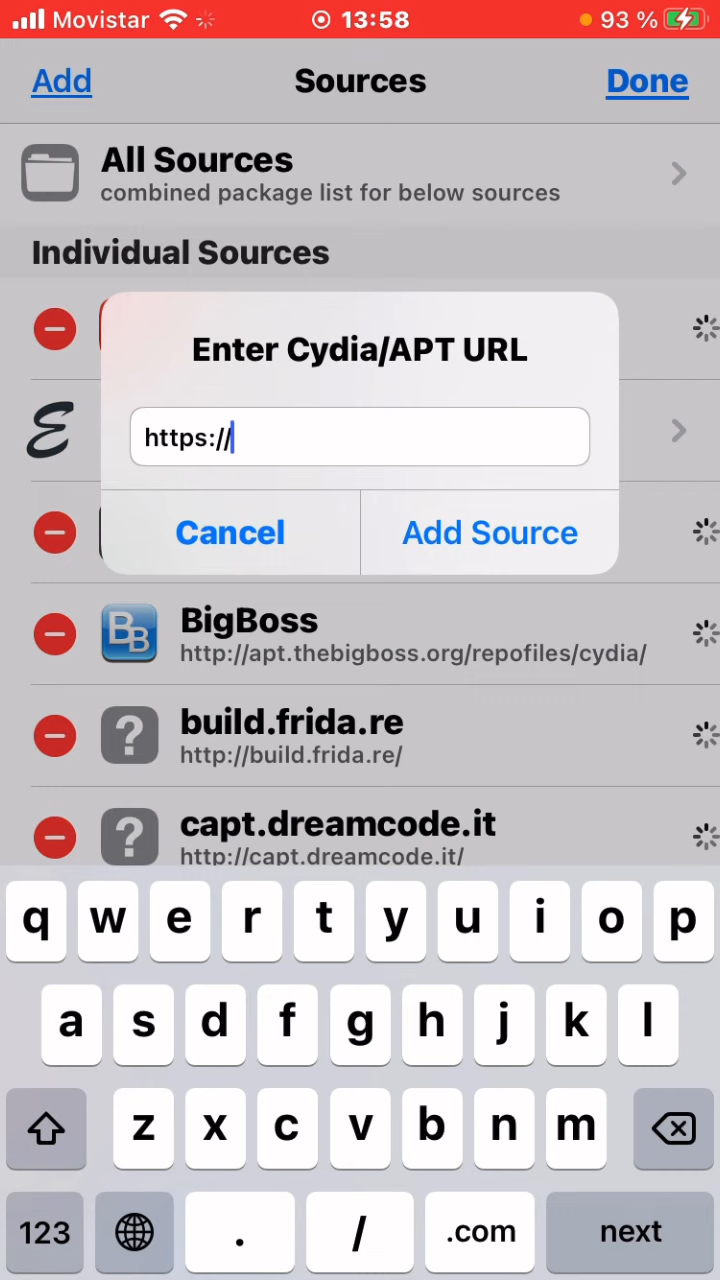 Movistar 13:58 93 %
Add Sources Done
All Sources
combined package list for below sources
Individual Sources
Enter Cydia/APT URL
https://
Cancel Add Source
BB BigBoss
http://apt.thebigboss.org/repofiles/cydia/
? build.frida.re
http://build.frida.re/
? capt.dreamcode.it
http://capt.dreamcode.it/
q w e r t y u i o p
a s d f g h j k l
z x c v b n m
123 . / .com next